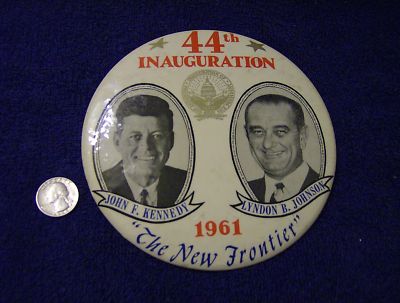 44th
INAUGURATION
JOHN F. KENNEDY
LYNDON B. JOHNSON
1961
"The New Frontier"